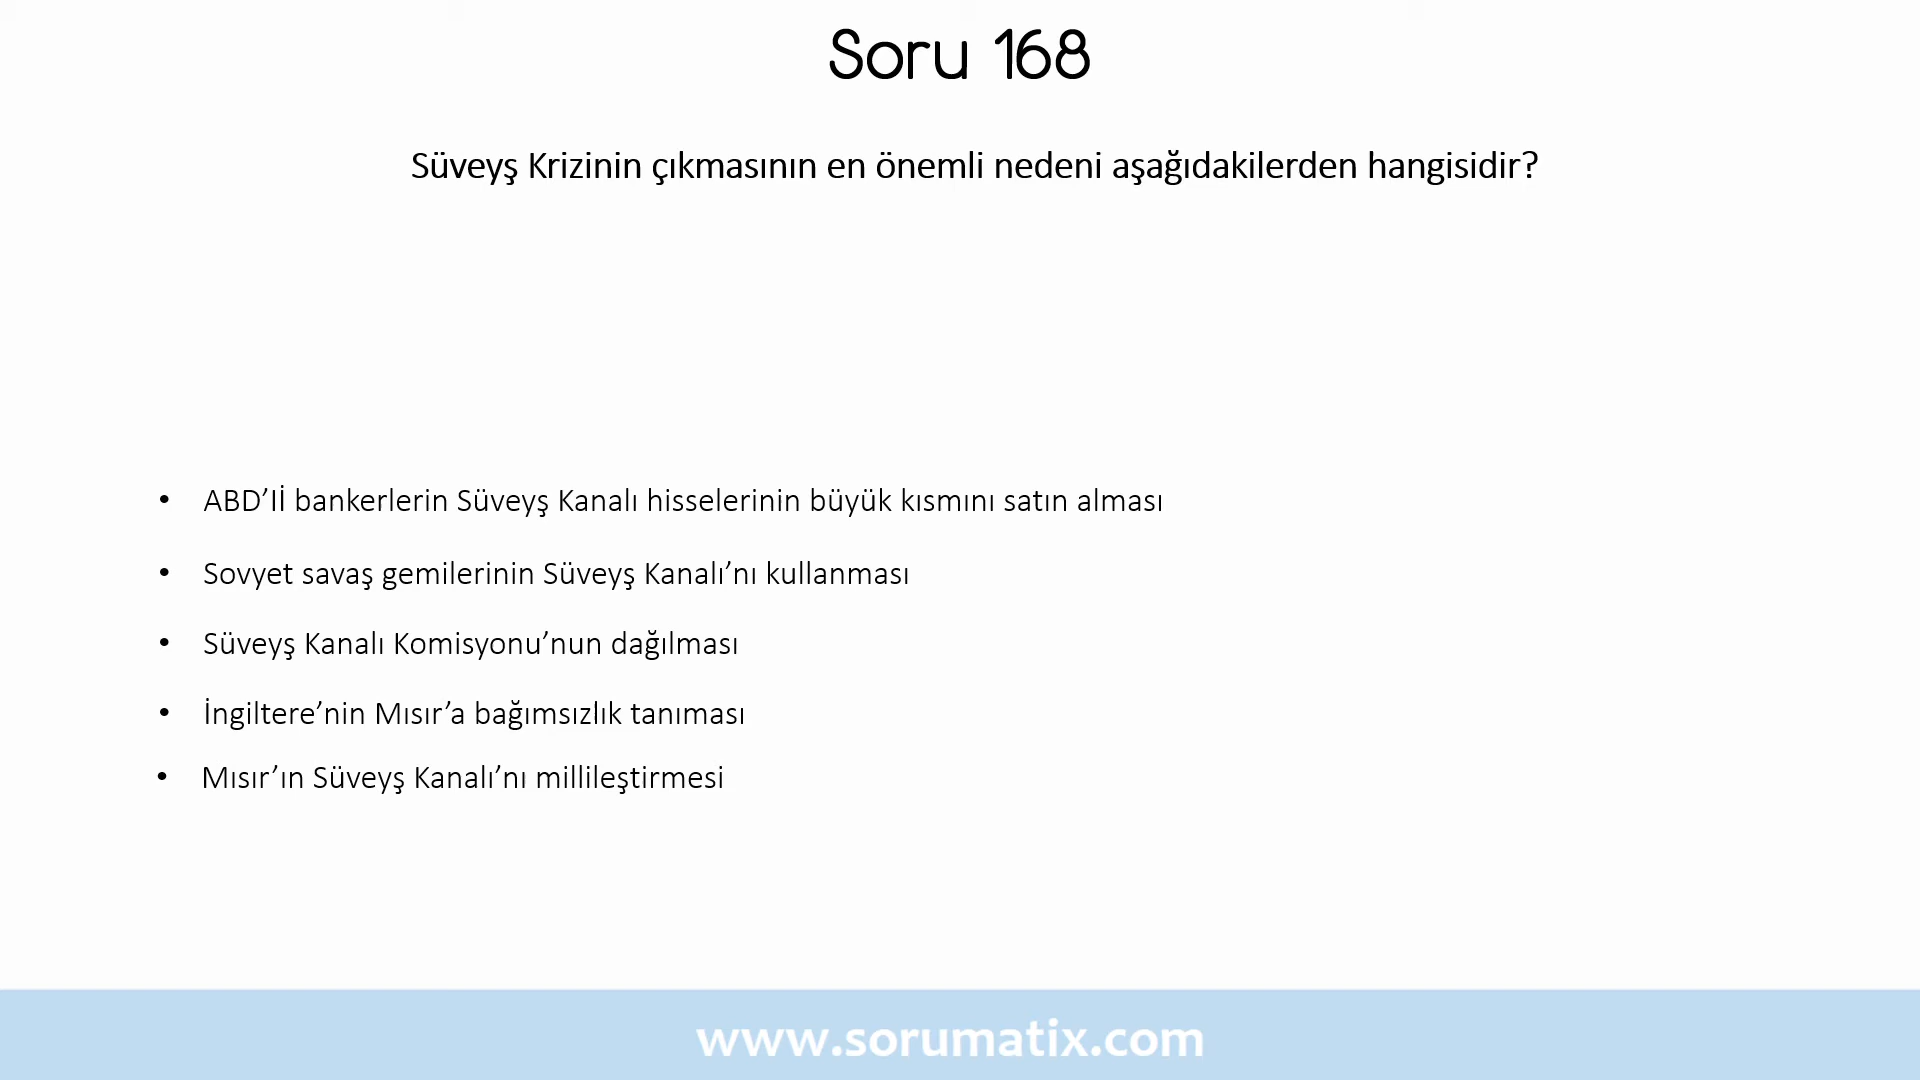 Soru 168
Süveyş Krizinin çıkmasının en önemli nedeni aşağıdakilerden hangisidir?
• ABD’Iİ bankerlerin Süveyş Kanalı hisselerinin büyük kısmını satın alması
• Sovyet savaş gemilerinin Süveyş Kanalı’nı kullanması
• Süveyş Kanalı Komisyonu’nun dağılması
• İngiltere’nin Mısır’a bağımsızlık tanıması
• Mısır’ın Süveyş Kanalı’nı millileştirmesi
www.sorumatix.com